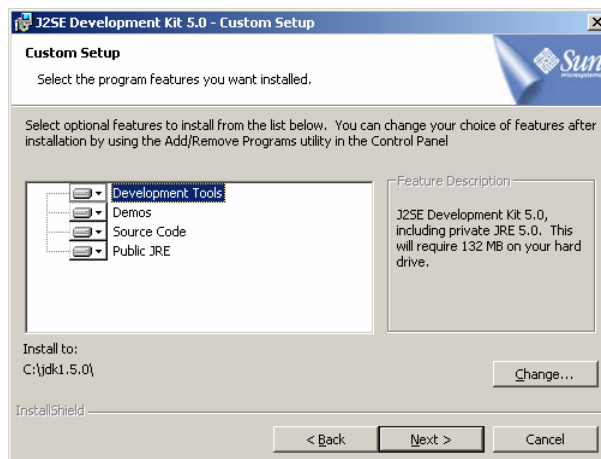 J2SE Development Kit 5.0 - Custom Setup
Custom Setup
Select the program features you want installed.
Sun
microsystems
Select optional features to install from the list below. You can change your choice of features after
installation by using the Add/Remove Programs utility in the Control Panel
Development Tools
Demos
Source Code
Public JRE
Feature Description
J2SE Development Kit 5.0,
including private JRE 5.0. This
will require 132 MB on your hard
drive.
Install to:
C:\jdk1.5.0\
Change...
InstallShield
< Back
Next >
Cancel